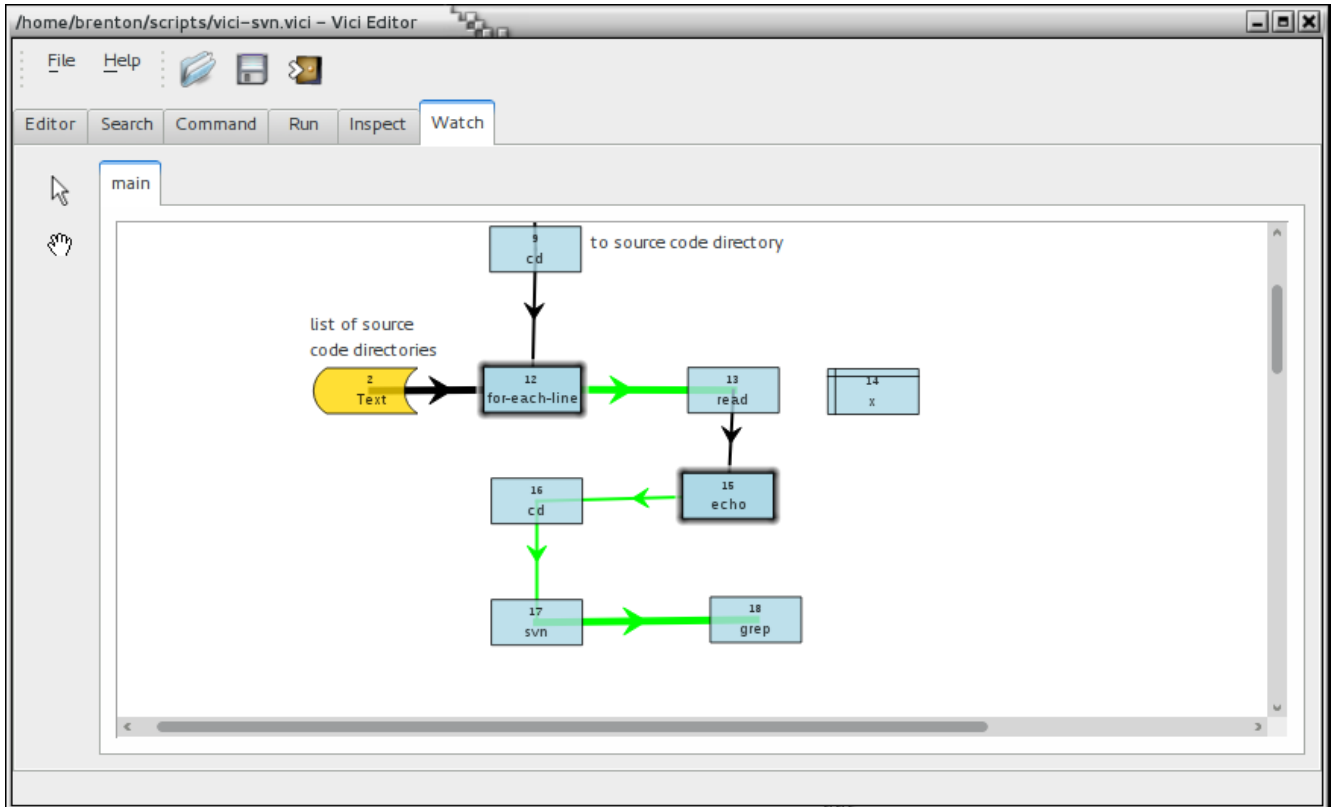 /home/brenton/scripts/vici-svn.vici – Vici Editor
File Help
Editor Search Command Run Inspect Watch
main
9
cd
to source code directory
list of source
code directories
2
Text
12
for-each-line
13
read
14
x
15
echo
16
cd
17
svn
18
grep